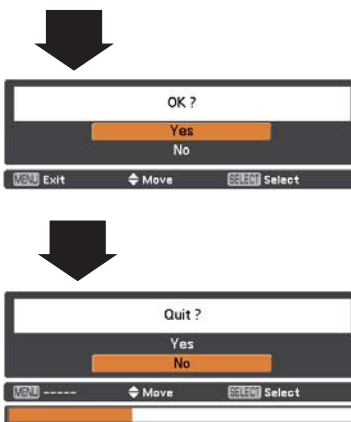 OK ?
Yes
No
MENU Exit Move SELECT Select
Quit ?
Yes
No
MENU ----- Move SELECT Select